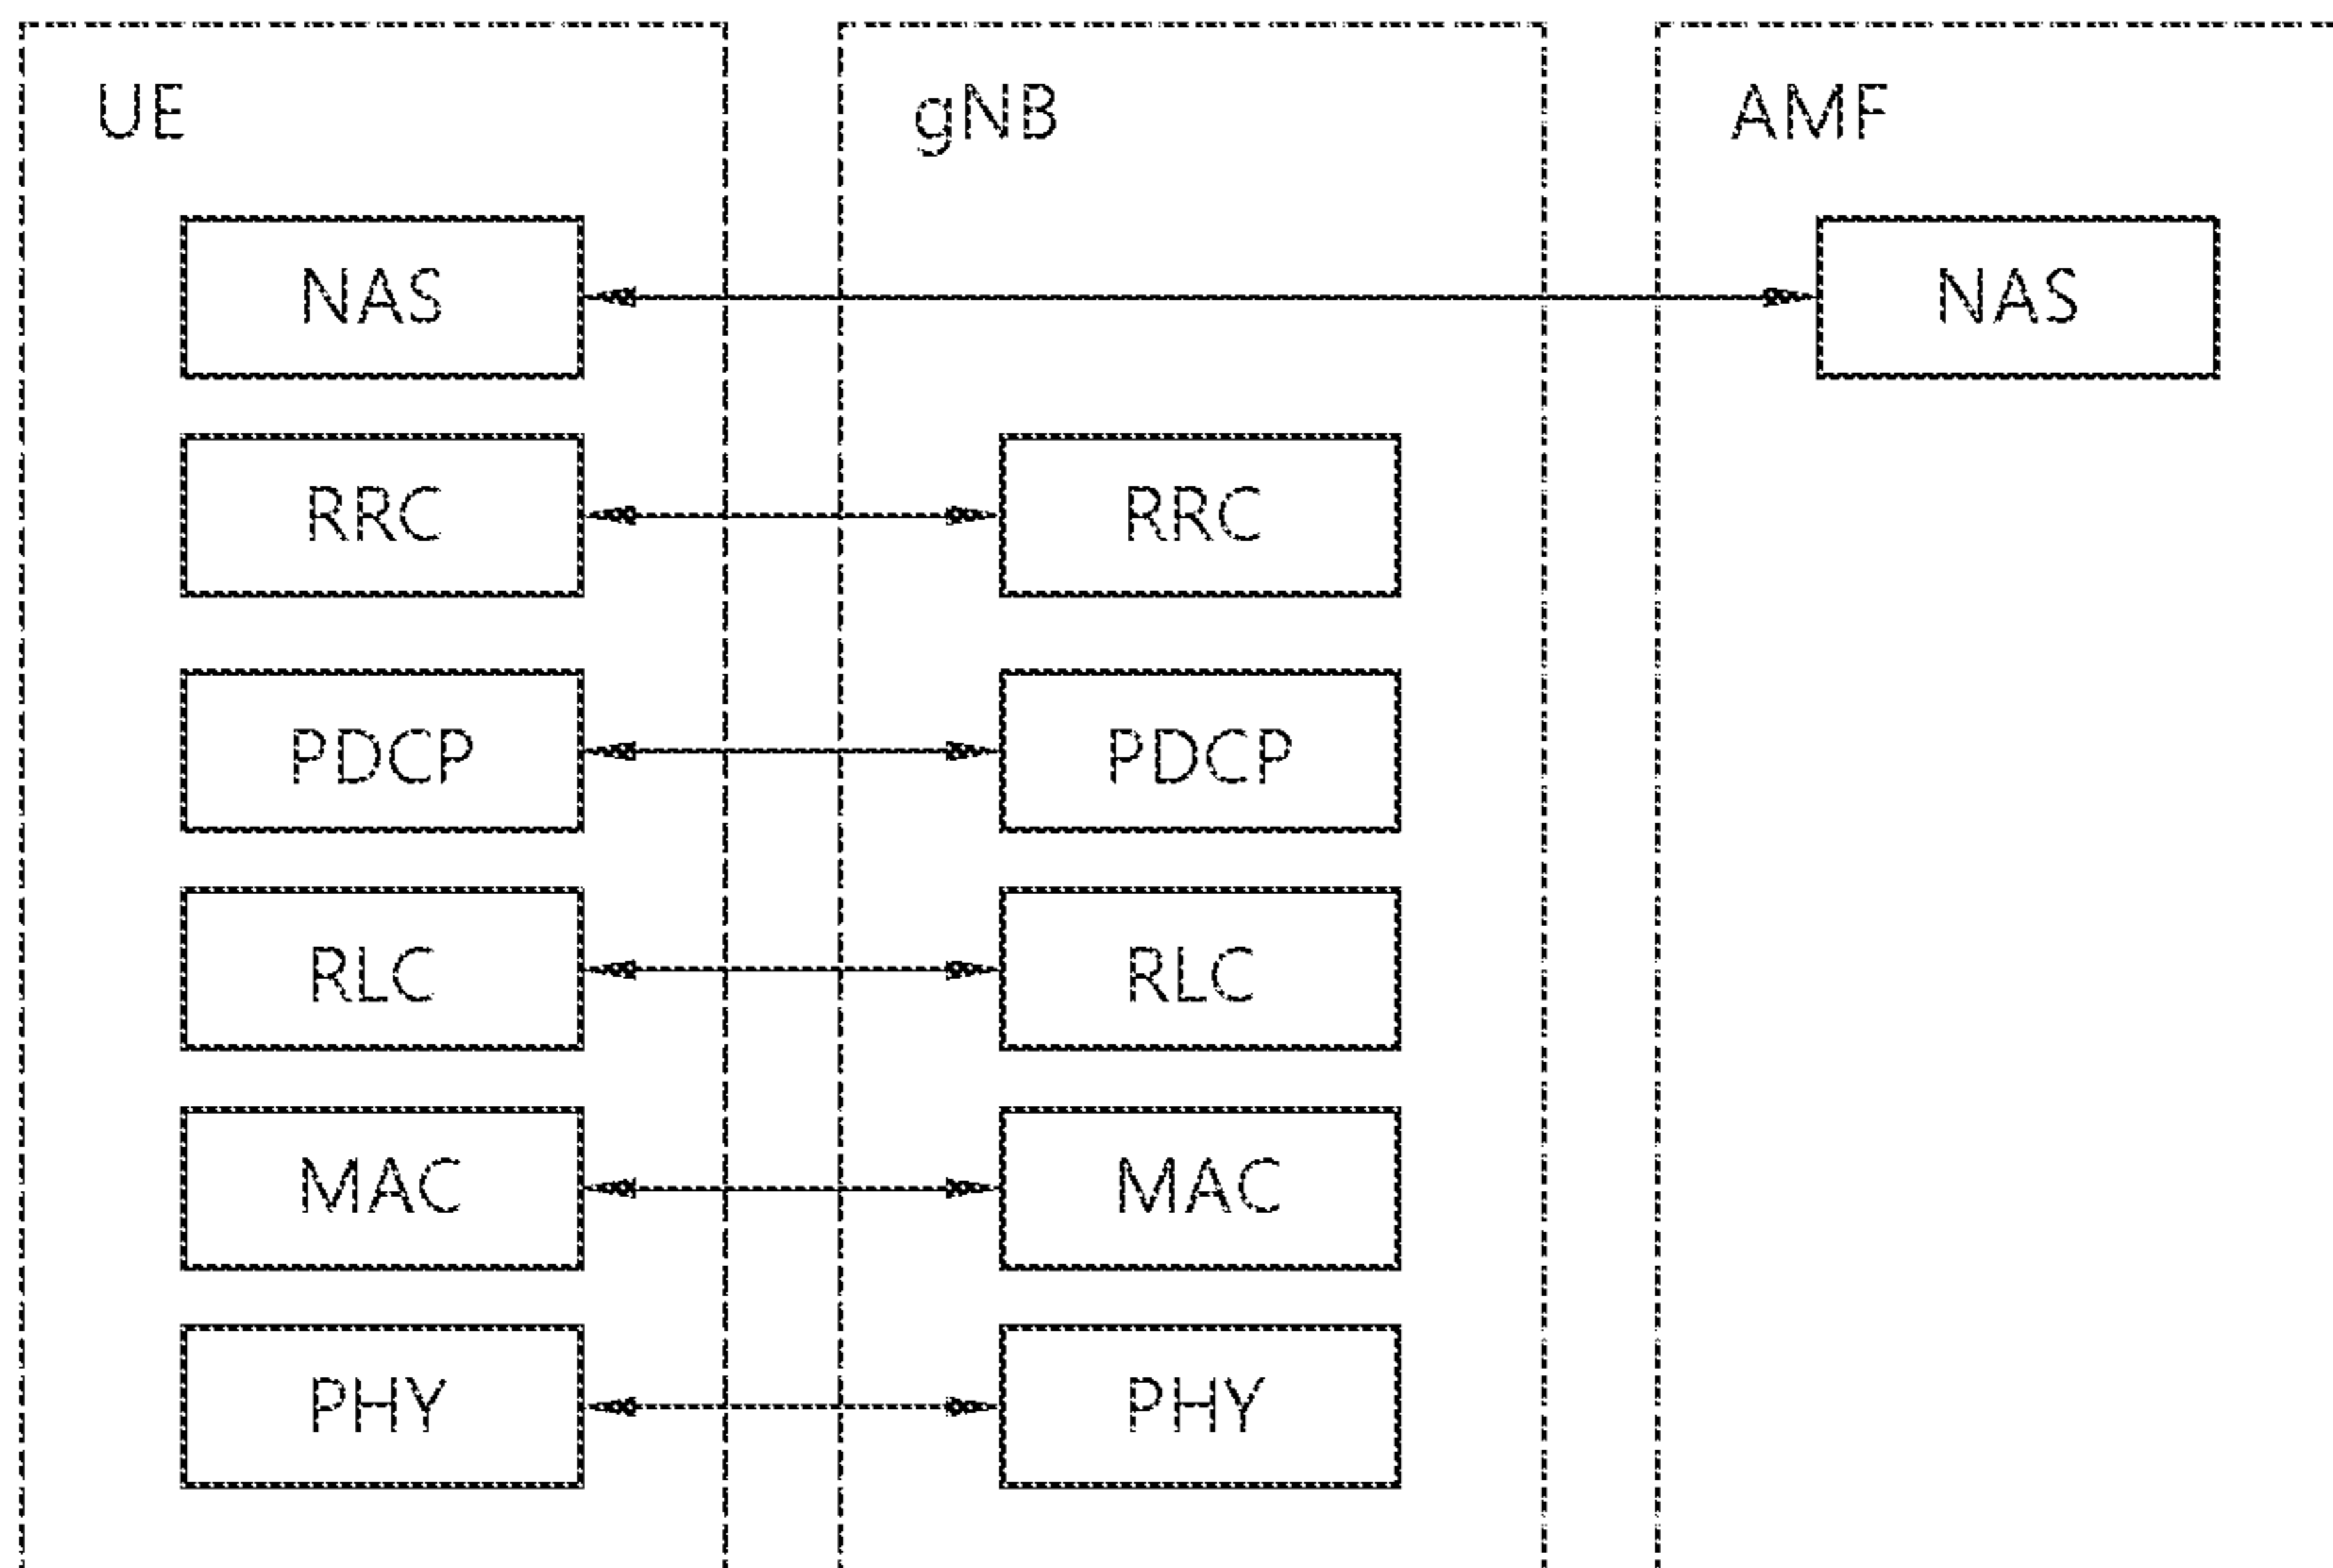 UE gNB AMF
NAS NAS
RRC RRC
PDCP PDCP
RLC RLC
MAC MAC
PHY PHY